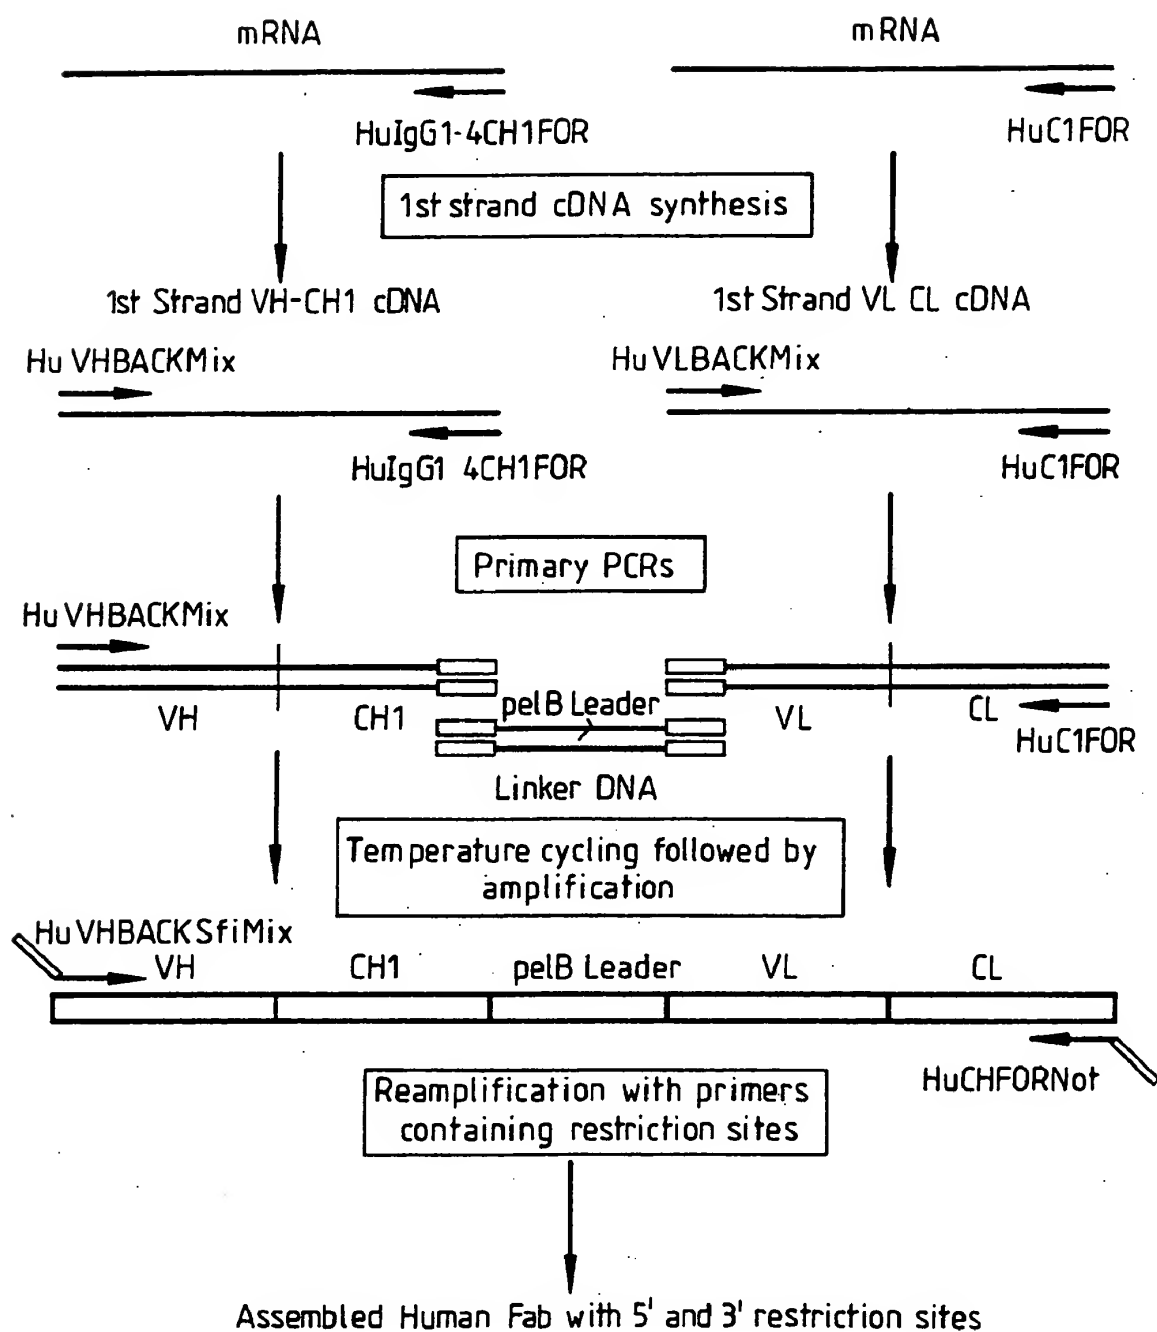 mRNA
mRNA
HuIgG1-4CH1FOR
HuC1FOR
1st strand cDNA synthesis
1st Strand VH-CH1 cDNA
1st Strand VL CL cDNA
Hu VHBACKMix
Hu VLBACKMix
HuIgG1 4CH1FOR
HuC1FOR
Primary PCRs
Hu VHBACKMix
VH
CH1
pelB Leader
VL
CL
HuC1FOR
Linker DNA
Temperature cycling followed by
amplification
Hu VHBACKSfiMix
VH
CH1
pelB Leader
VL
CL
HuCHFORNot
Reamplification with primers
containing restriction sites
Assembled Human Fab with 5' and 3' restriction sites